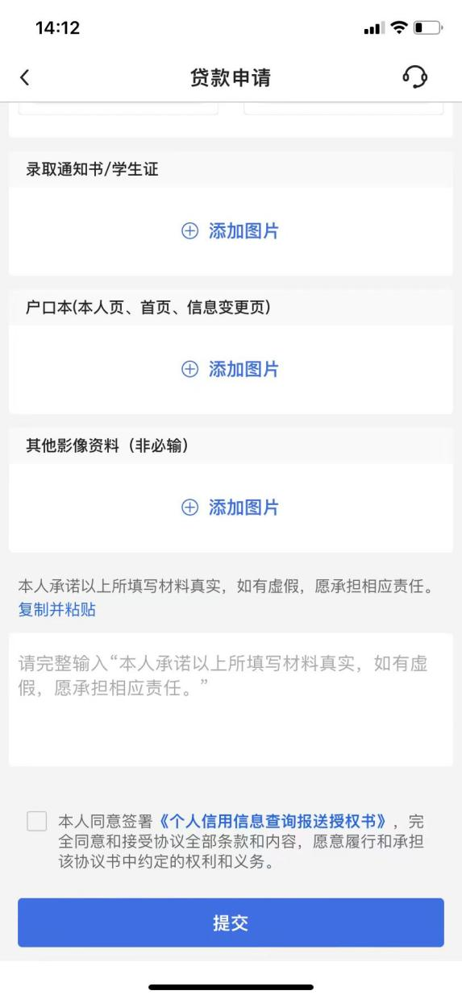 14:12
贷款申请
录取通知书/学生证
添加图片
户口本(本人页、首页、信息变更页)
添加图片
其他影像资料（非必输）
添加图片
本人承诺以上所填写材料真实，如有虚假，愿承担相应责任。
复制并粘贴
请完整输入“本人承诺以上所填写材料真实，如有虚
假，愿承担相应责任。”
本人同意签署《个人信用信息查询报送授权书》，完
全同意和接受协议全部条款和内容，愿意履行和承担
该协议书中约定的权利和义务。
提交